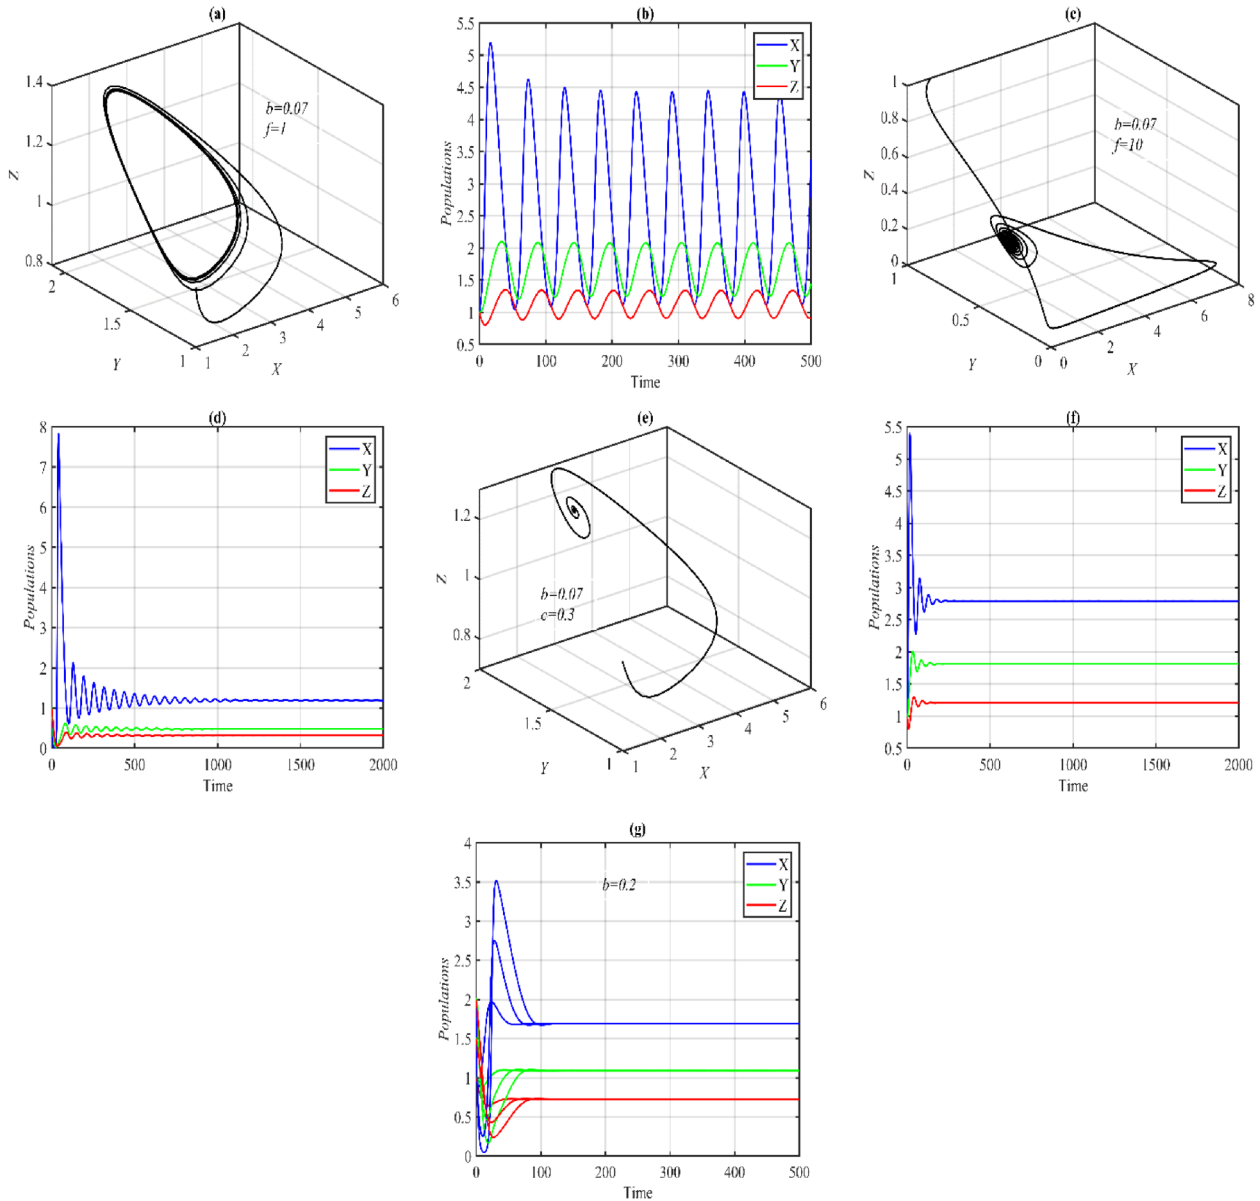 (a)
1.4
1.2
1
0.8
Z
2
1.5
1
Y
1
2
3
4
5
6
X
b=0.07
f=1
(b)
5.5
5
4.5
4
3.5
3
2.5
2
1.5
1
0.5
Populations
0
100
200
300
400
500
Time
X
Y
Z
(c)
1
0.8
0.6
0.4
0.2
0
Z
1
0.5
0
Y
0
2
4
6
8
X
b=0.07
f=10
(d)
8
7
6
5
4
3
2
1
0
Populations
0
500
1000
1500
2000
Time
X
Y
Z
(e)
1.2
1
0.8
Z
2
1.5
1
Y
1
2
3
4
5
6
X
b=0.07
c=0.3
(f)
5.5
5
4.5
4
3.5
3
2.5
2
1.5
1
0.5
Populations
0
500
1000
1500
2000
Time
X
Y
Z
(g)
4
3.5
3
2.5
2
1.5
1
0.5
0
Populations
0
100
200
300
400
500
Time
b=0.2
X
Y
Z